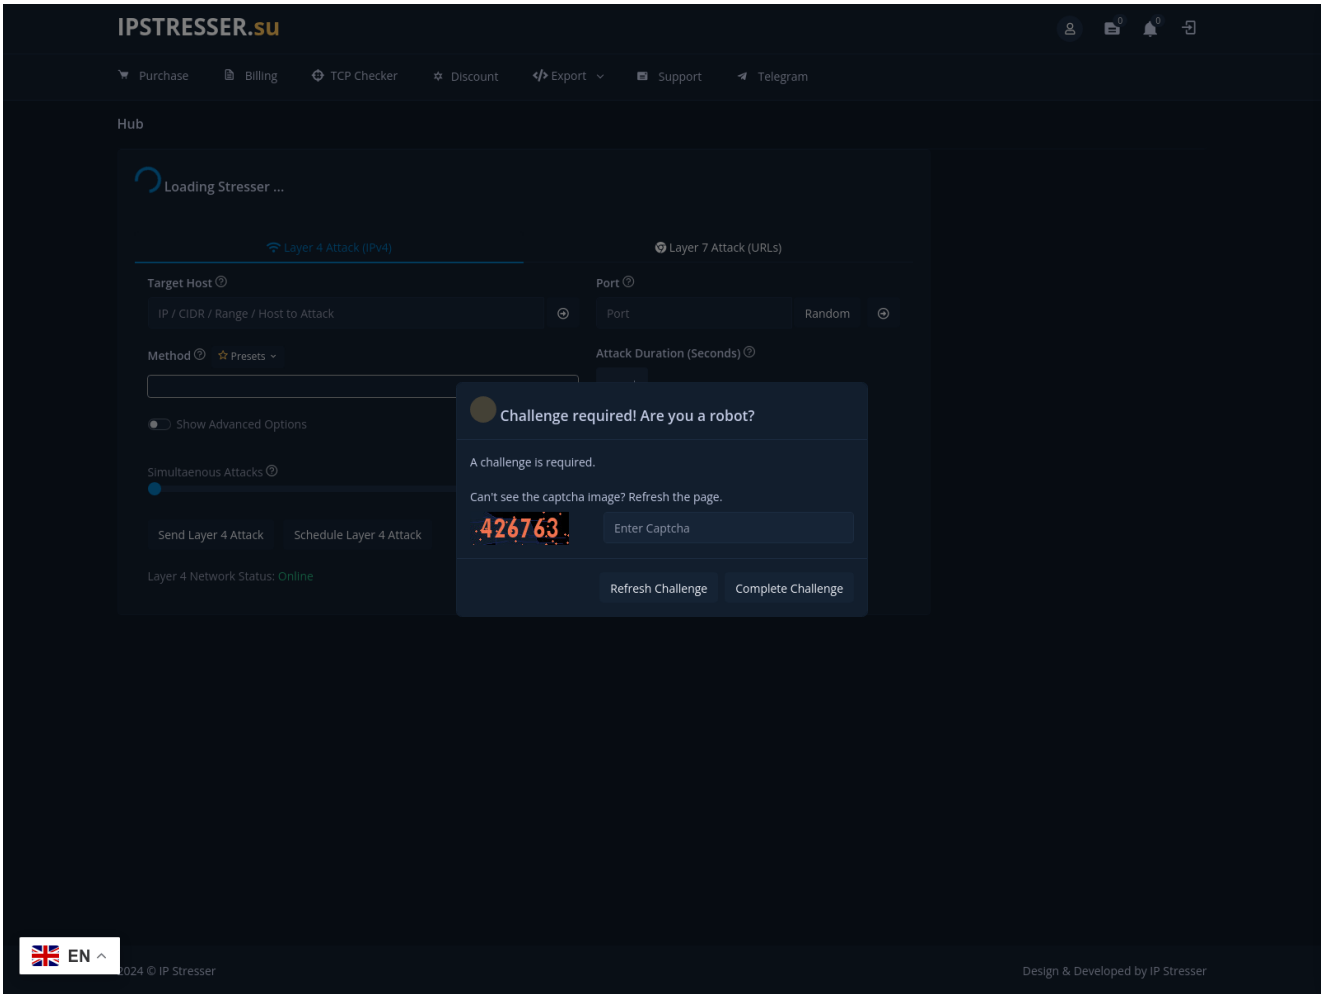 IPSTRESSER.su
0 0
Purchase Billing TCP Checker Discount Export Support Telegram
Hub
Loading Stresser ...
Layer 4 Attack (IPv4) Layer 7 Attack (URLs)
Target Host Port
IP / CIDR / Range / Host to Attack Port Random
Method Presets Attack Duration (Seconds)
Show Advanced Options
Simultaenous Attacks
Send Layer 4 Attack Schedule Layer 4 Attack
Layer 4 Network Status: Online
Challenge required! Are you a robot?
A challenge is required.
Can't see the captcha image? Refresh the page.
426763 Enter Captcha
Refresh Challenge Complete Challenge
EN
2024 © IP Stresser Design & Developed by IP Stresser